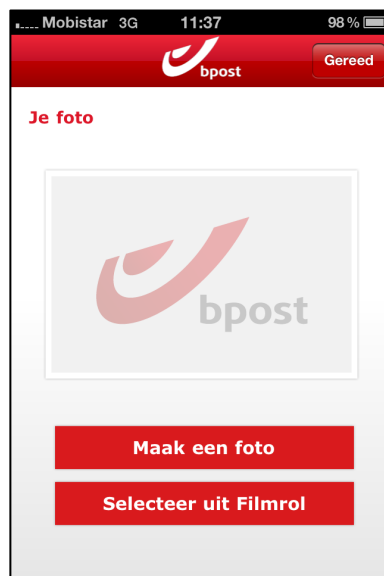 Mobistar 3G 11:37 98 %
bpost Gereed
Je foto
bpost
Maak een foto
Selecteer uit Filmrol